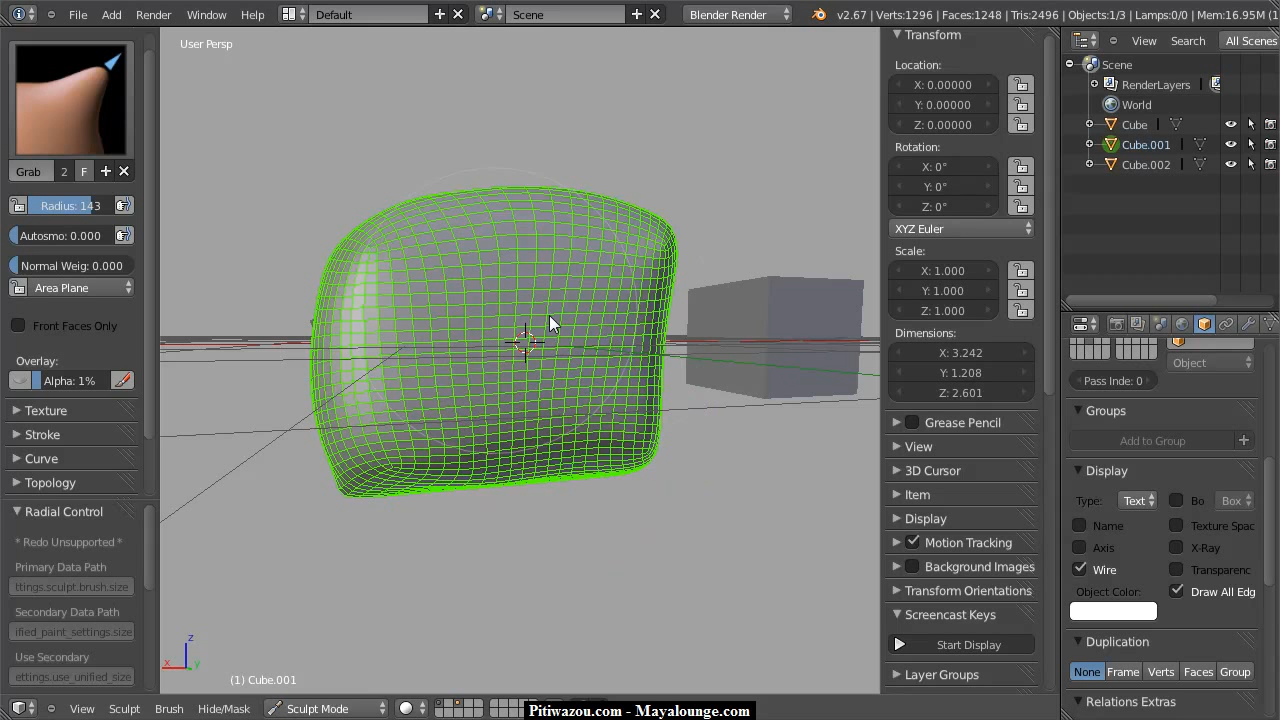 File Add Render Window Help Default Scene Blender Render v2.67 | Verts:1296 | Faces:1248 | Tris:2496 | Objects:1/3 | Lamps:0/0 | Mem:16.95M (1
User Persp
Grab 2 F
Radius: 143
Autosmo: 0.000
Normal Weig: 0.000
Area Plane
Front Faces Only
Overlay:
Alpha: 1%
Texture
Stroke
Curve
Topology
Radial Control
* Redo Unsupported *
Primary Data Path
ttings.sculpt.brush.size
Secondary Data Path
ified_paint_settings.size
Use Secondary
ettings.use_unified_size
z
x y
(1) Cube.001
View Sculpt Brush Hide/Mask Sculpt Mode
Pitiwazou.com - Mayalounge.com
Transform
Location:
X: 0.00000
Y: 0.00000
Z: 0.00000
Rotation:
X: 0°
Y: 0°
Z: 0°
XYZ Euler
Scale:
X: 1.000
Y: 1.000
Z: 1.000
Dimensions:
X: 3.242
Y: 1.208
Z: 2.601
Grease Pencil
View
3D Cursor
Item
Display
Motion Tracking
Background Images
Transform Orientations
Screencast Keys
Start Display
Layer Groups
View Search All Scenes
Scene
RenderLayers
World
Cube
Cube.001
Cube.002
Object
Pass Inde: 0
Groups
Add to Group
Display
Type: Text Bo Box
Name Texture Spac
Axis X-Ray
Wire Transparenc
Object Color: Draw All Edg
Duplication
None Frame Verts Faces Group
Relations Extras